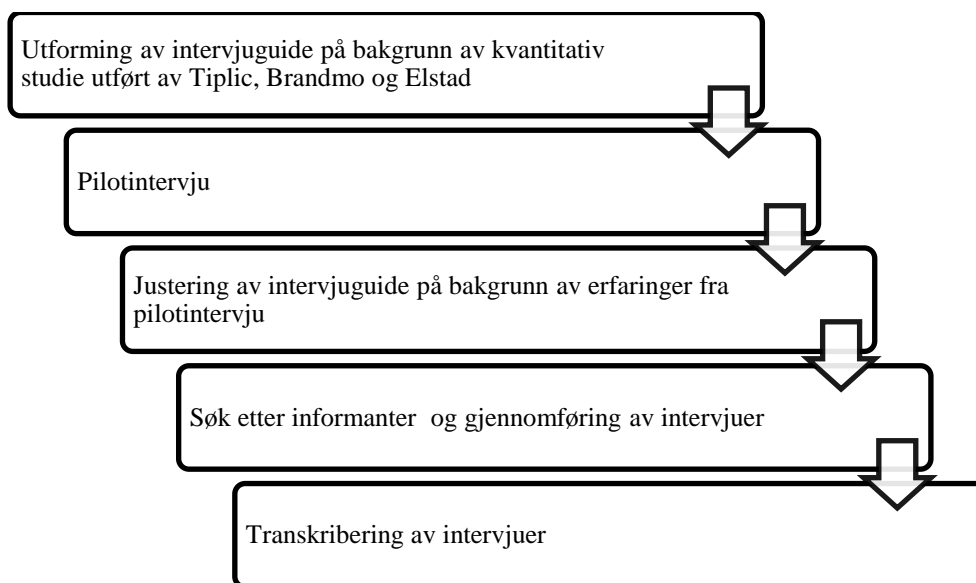 Utforming av intervjuguide på bakgrunn av kvantitativ
studie utført av Tiplic, Brandmo og Elstad
Pilotintervju
Justering av intervjuguide på bakgrunn av erfaringer fra
pilotintervju
Søk etter informanter  og gjennomføring av intervjuer
Transkribering av intervjuer